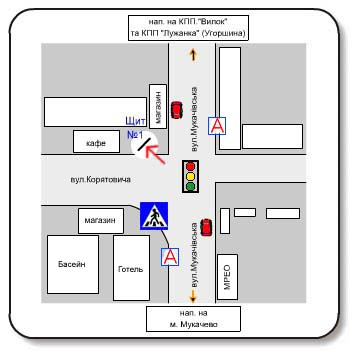 нап. на КПП."Вилок"
та КПП "Лужанка" (Угорщина)
магазин
Щит
№1
вул.Мукачівська
А
кафе
вул.Корятовича
магазин
вул.Мукачівська
А
Басейн
Готель
МРЕО
нап. на
м. Мукачево